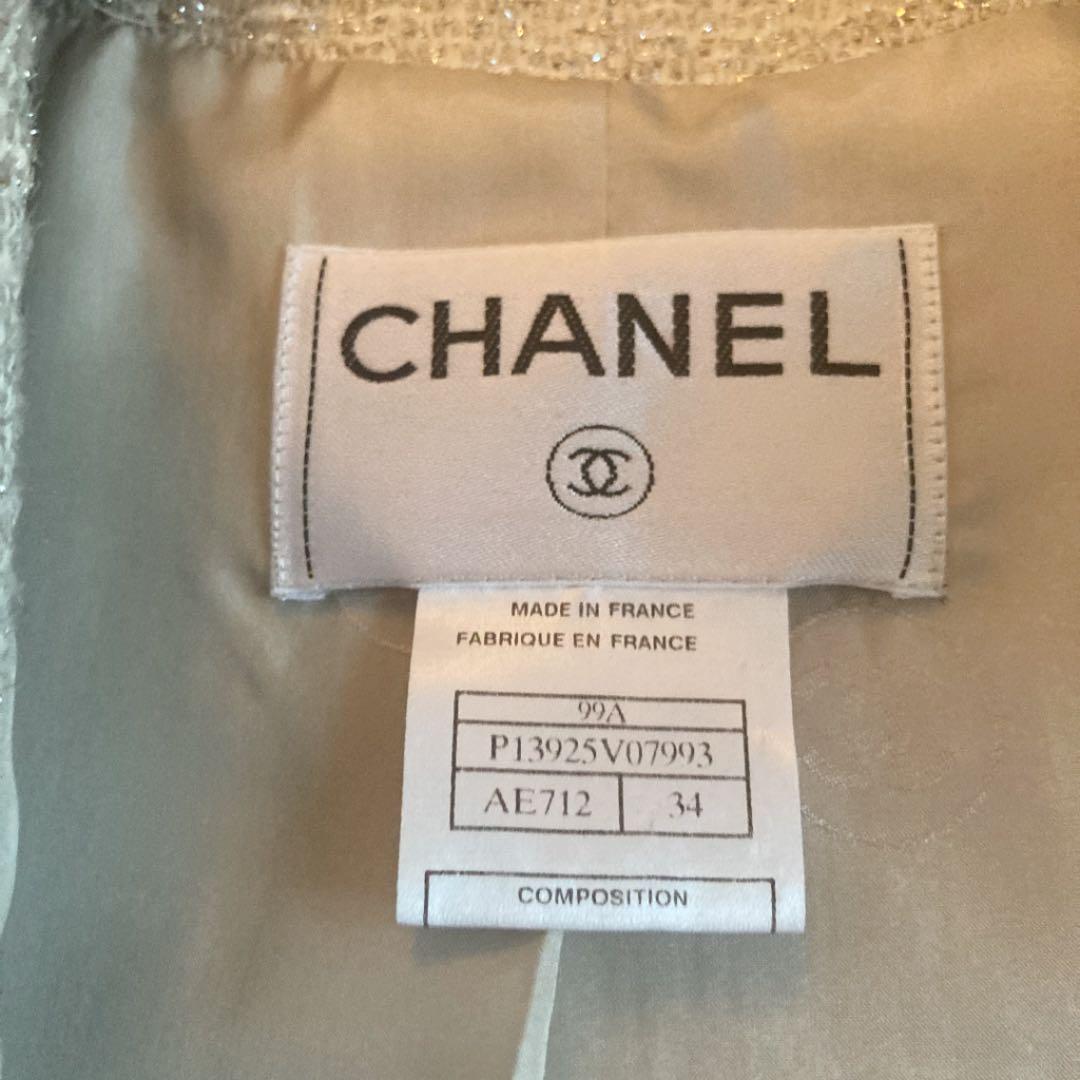 CHANEL
MADE IN FRANCE
FABRIQUE EN FRANCE
99A
P13925V07993
AE712 34
COMPOSITION